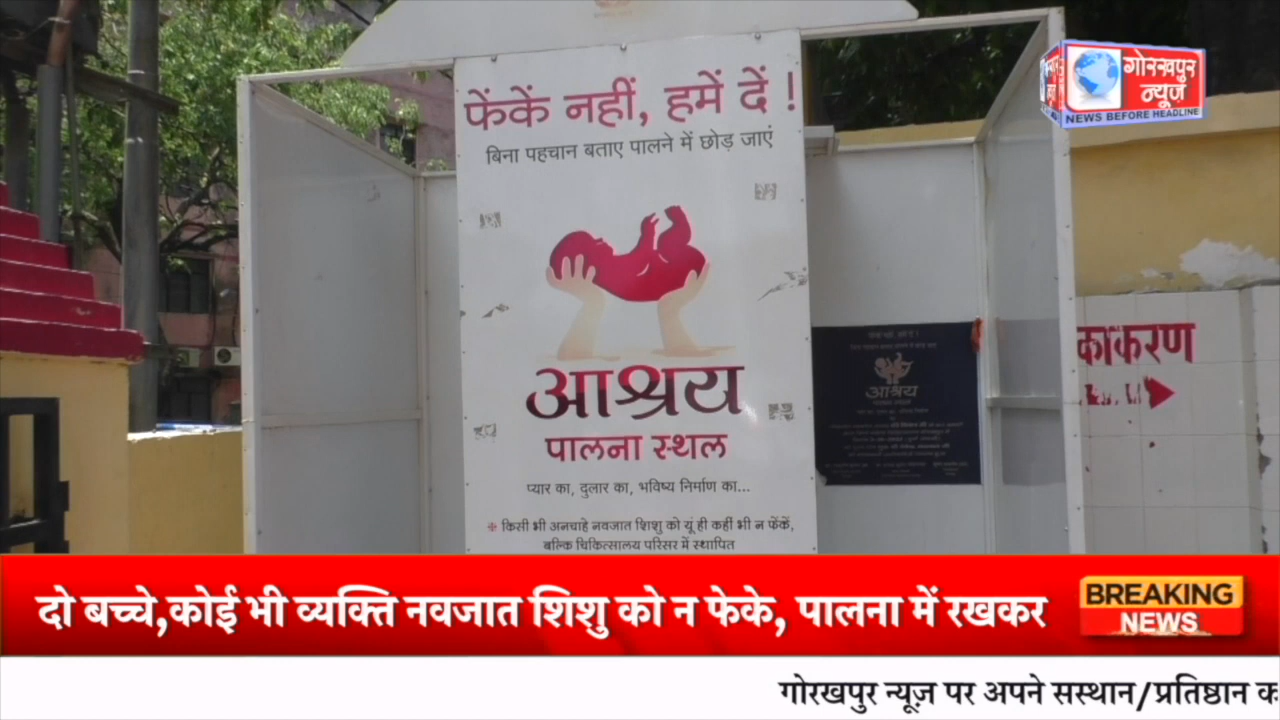 फेंकें नहीं, हमें दें !
बिना पहचान बताए पालने में छोड़ जाएं
आश्रय
पालना स्थल
प्यार का, दुलार का, भविष्य निर्माण का...
किसी भी अनचाहे नवजात शिशु को यूं ही कहीं भी न फेंकें,
बल्कि चिकित्सालय परिसर में स्थापित
गोरखपुर
न्यूज़
NEWS BEFORE HEADLINE
आश्रय
काकरण
दो बच्चे,कोई भी व्यक्ति नवजात शिशु को न फेके, पालना में रखकर
BREAKING
NEWS
गोरखपुर न्यूज़ पर अपने सस्थान/प्रतिष्ठान क